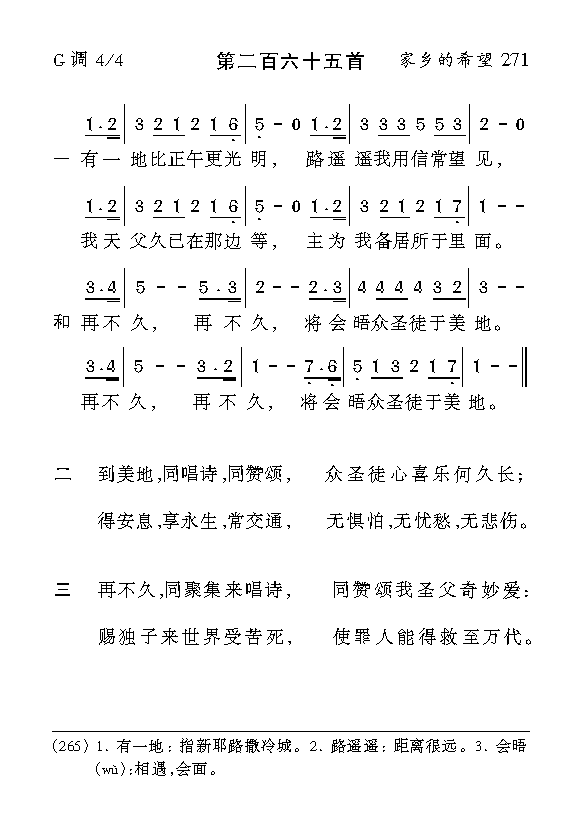 G 调 4/4 第二百六十五首 家乡的希望 271
1·2 | 3 2 1 2 1 6 | 5 - 0 1·2 | 3 3 3 5 5 3 | 2 - 0
一 有一 地比正午更光 明， 路遥 遥我用信常望 见，
1·2 | 3 2 1 2 1 6 | 5 - 0 1·2 | 3 2 1 2 1 7 | 1 - -
我天 父久已在那边 等， 主为 我备居所于里 面。
3·4 | 5 - - 5·3 | 2 - - 2·3 | 4 4 4 4 3 2 | 3 - -
和 再不 久， 再 不 久， 将会 晤众圣徒于美 地。
3·4 | 5 - - 3·2 | 1 - - 7·6 | 5 1 3 2 1 7 | 1 - - ‖
再不 久， 再 不 久， 将会 晤众圣徒于美 地。
二 到美地,同唱诗,同赞颂， 众圣徒心喜乐何久长；
得安息,享永生,常交通， 无惧怕,无忧愁,无悲伤。
三 再不久,同聚集来唱诗， 同赞颂我圣父奇妙爱：
赐独子来世界受苦死， 使罪人能得救至万代。
(265) 1. 有一地：指新耶路撒冷城。2. 路遥遥：距离很远。3. 会晤
(wù):相遇,会面。